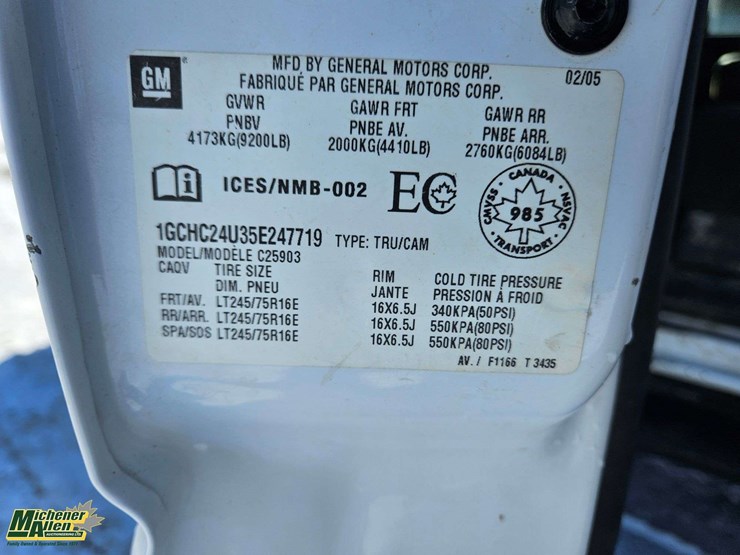 GM
MFD BY GENERAL MOTORS CORP. 02/05
FABRIQUÉ PAR GENERAL MOTORS CORP.
GVWR GAWR FRT GAWR RR
PNBV PNBE AV. PNBE ARR.
4173KG(9200LB) 2000KG(4410LB) 2760KG(6084LB)
ICES/NMB-002 EC
CANADA
985
TRANSPORT
1GCHC24U35E247719 TYPE: TRU/CAM
MODEL/MODÈLE C25903
CAQV TIRE SIZE RIM COLD TIRE PRESSURE
DIM. PNEU JANTE PRESSION À FROID
FRT/AV. LT245/75R16E 16X6.5J 340KPA(50PSI)
RR/ARR. LT245/75R16E 16X6.5J 550KPA(80PSI)
SPA/SOS LT245/75R16E 16X6.5J 550KPA(80PSI)
AV./ F1166 T 3435
Michener
Allen
AUCTIONEERING LTD.